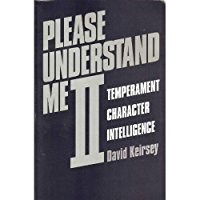 PLEASE
UNDERSTAND
ME
II
TEMPERAMENT
CHARACTER
INTELLIGENCE
David Keirsey